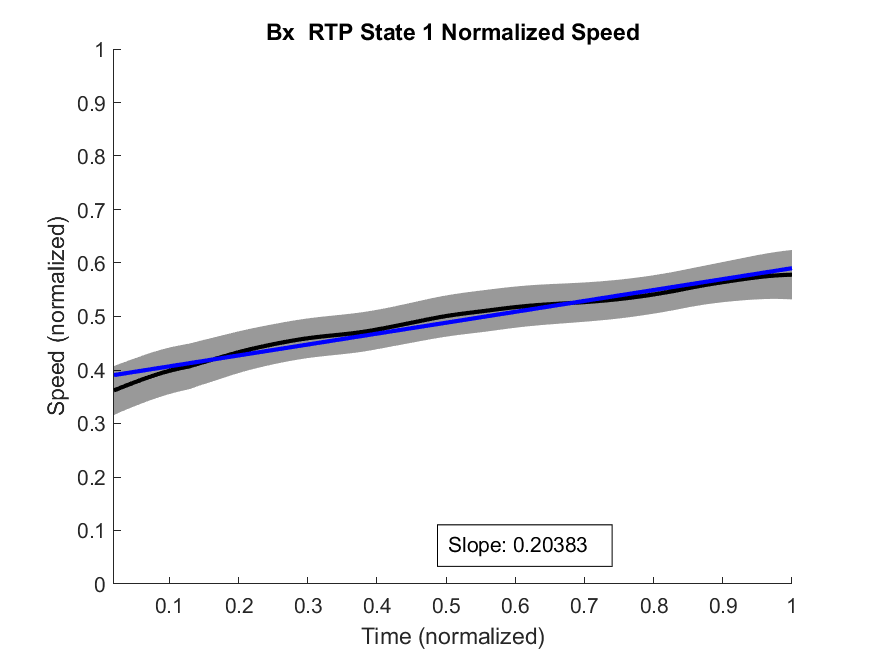 Bx  RTP State 1 Normalized Speed
1
0.9
0.8
0.7
0.6
0.5
0.4
0.3
0.2
0.1
0
Speed (normalized)
Slope: 0.20383
0.1 0.2 0.3 0.4 0.5 0.6 0.7 0.8 0.9 1
Time (normalized)